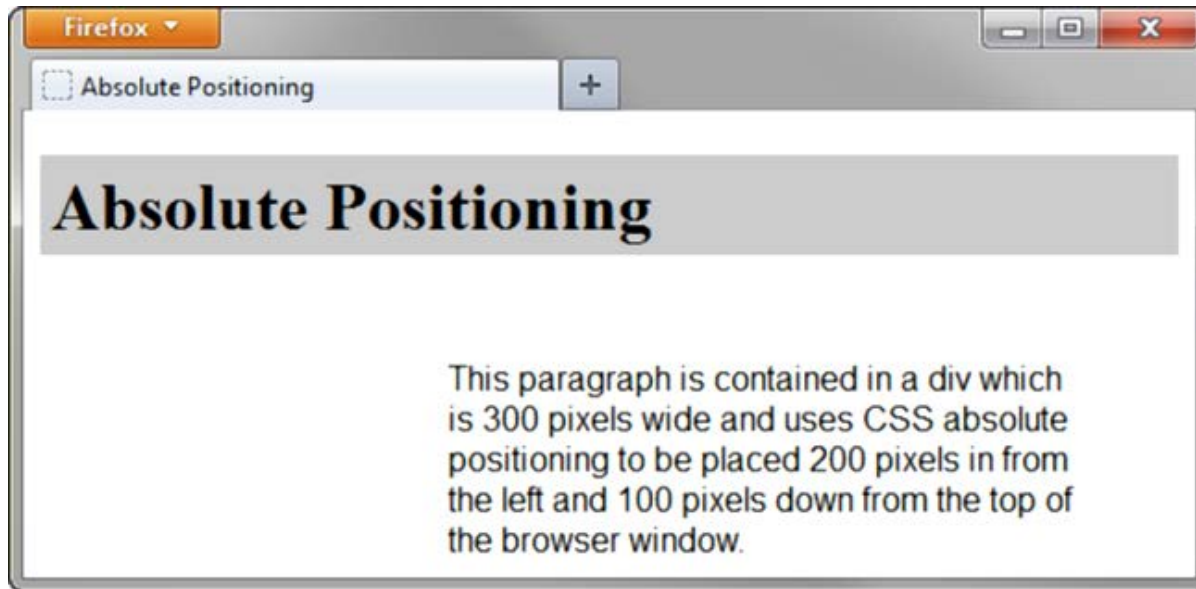 Firefox
Absolute Positioning
Absolute Positioning
This paragraph is contained in a div which
is 300 pixels wide and uses CSS absolute
positioning to be placed 200 pixels in from
the left and 100 pixels down from the top of
the browser window.